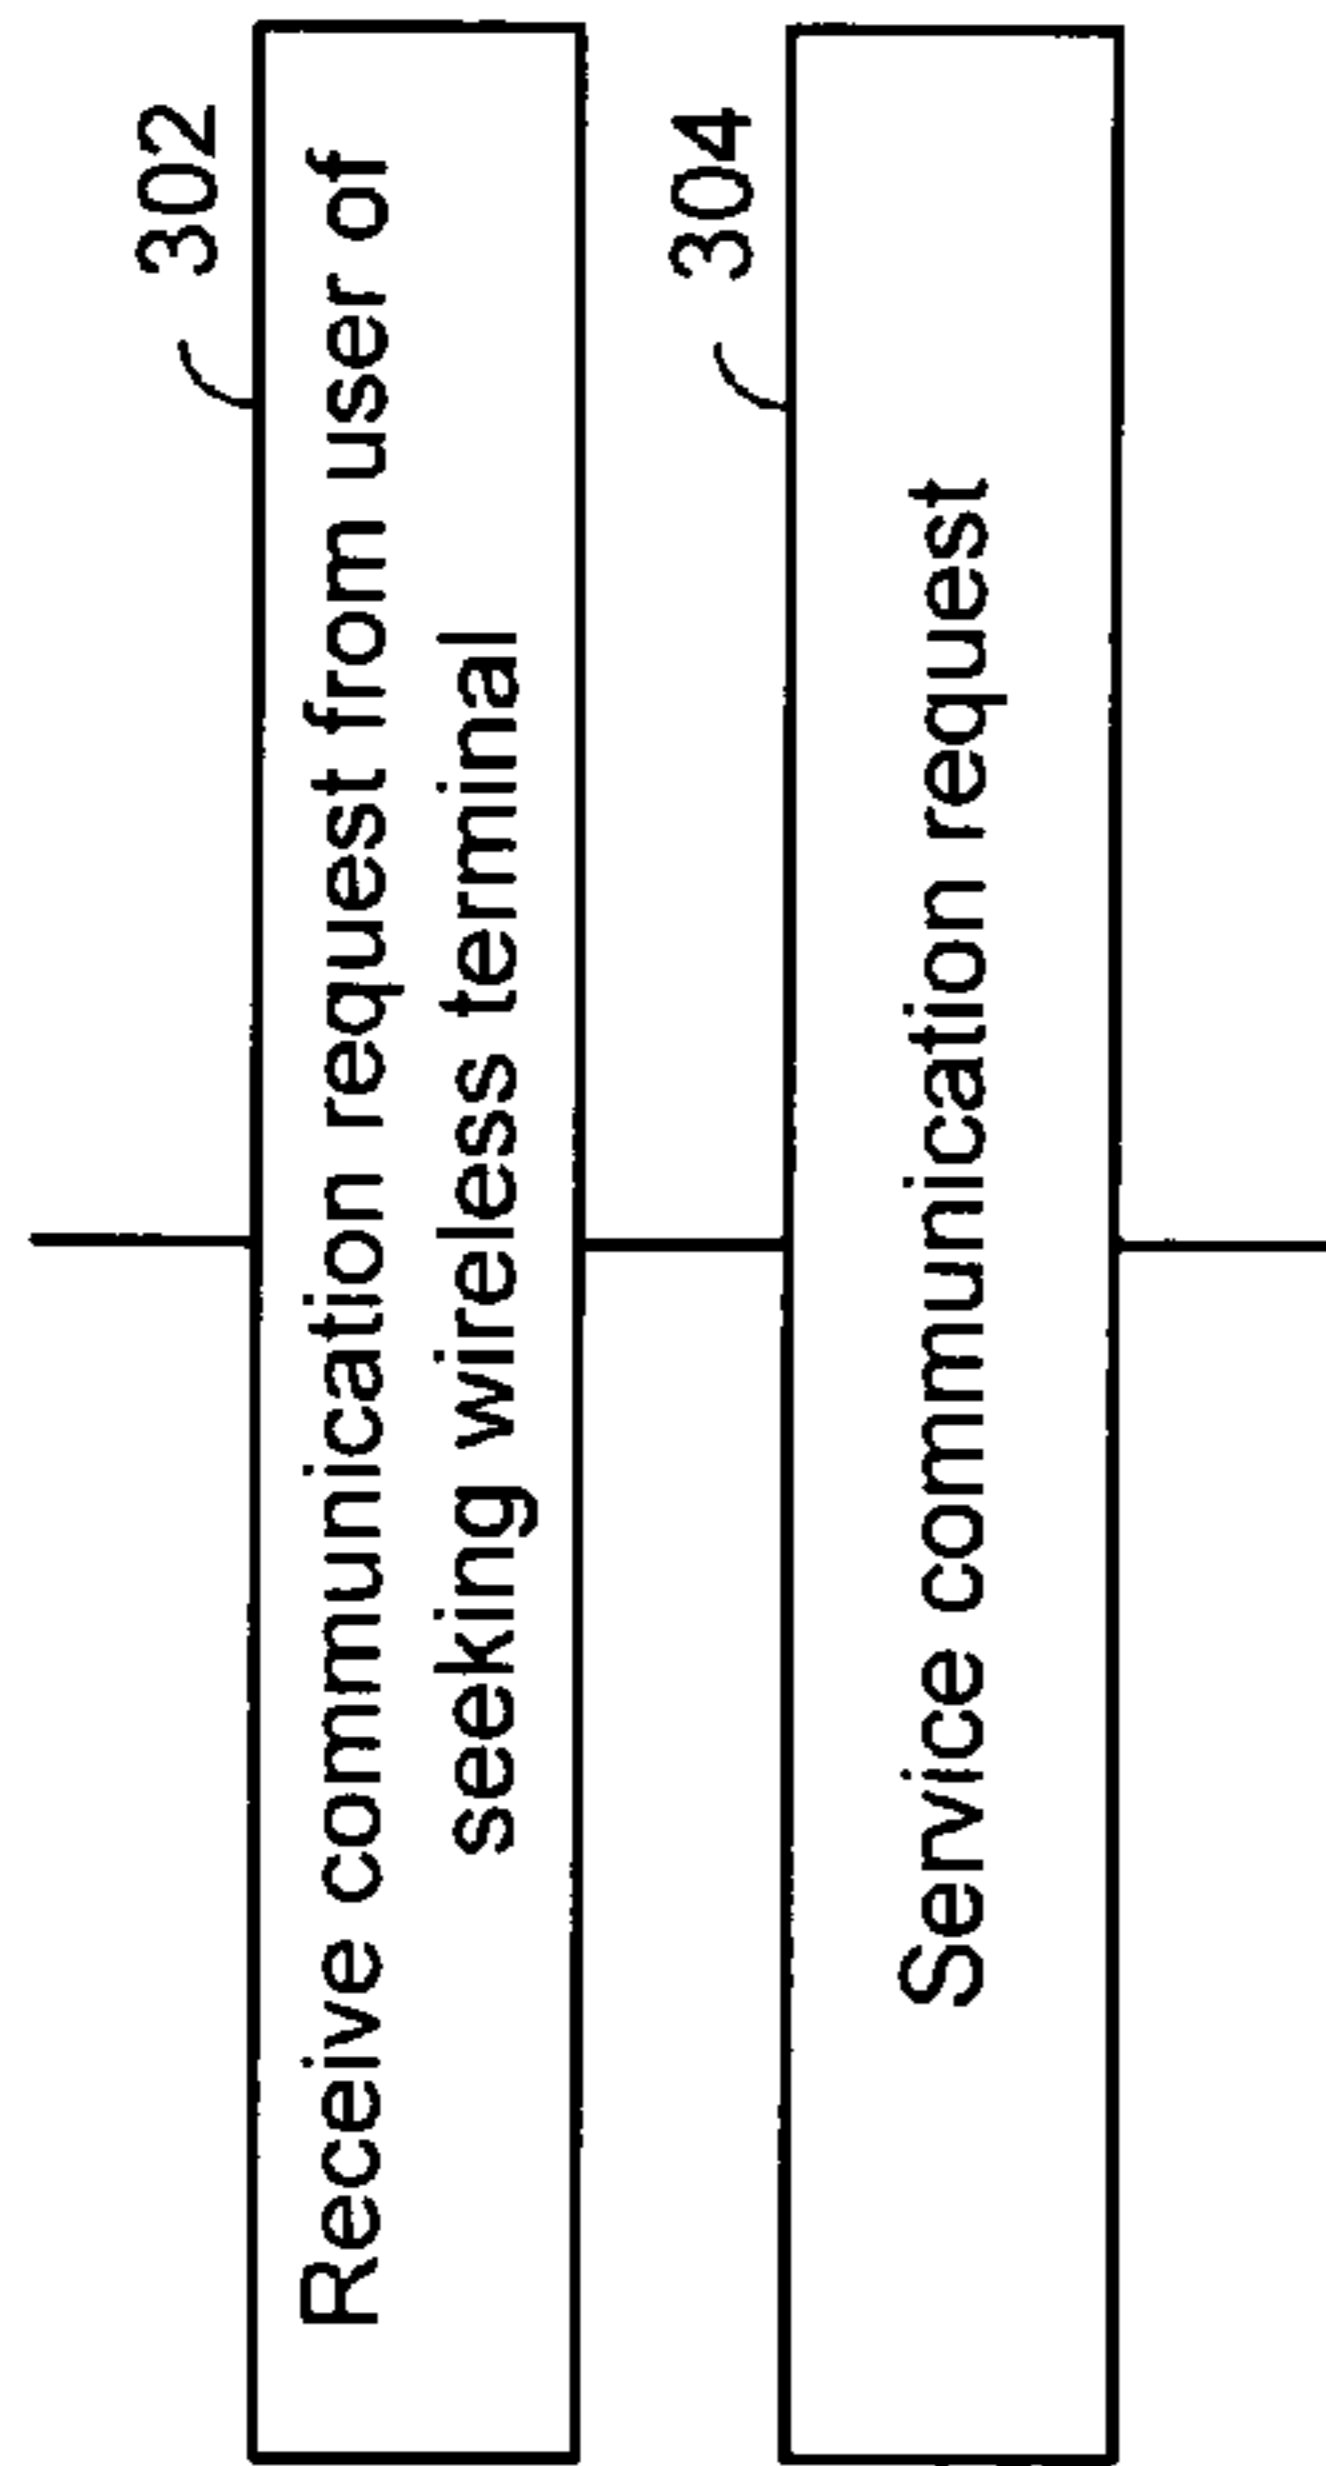 302
Receive communication request from user of
seeking wireless terminal
304
Service communication request